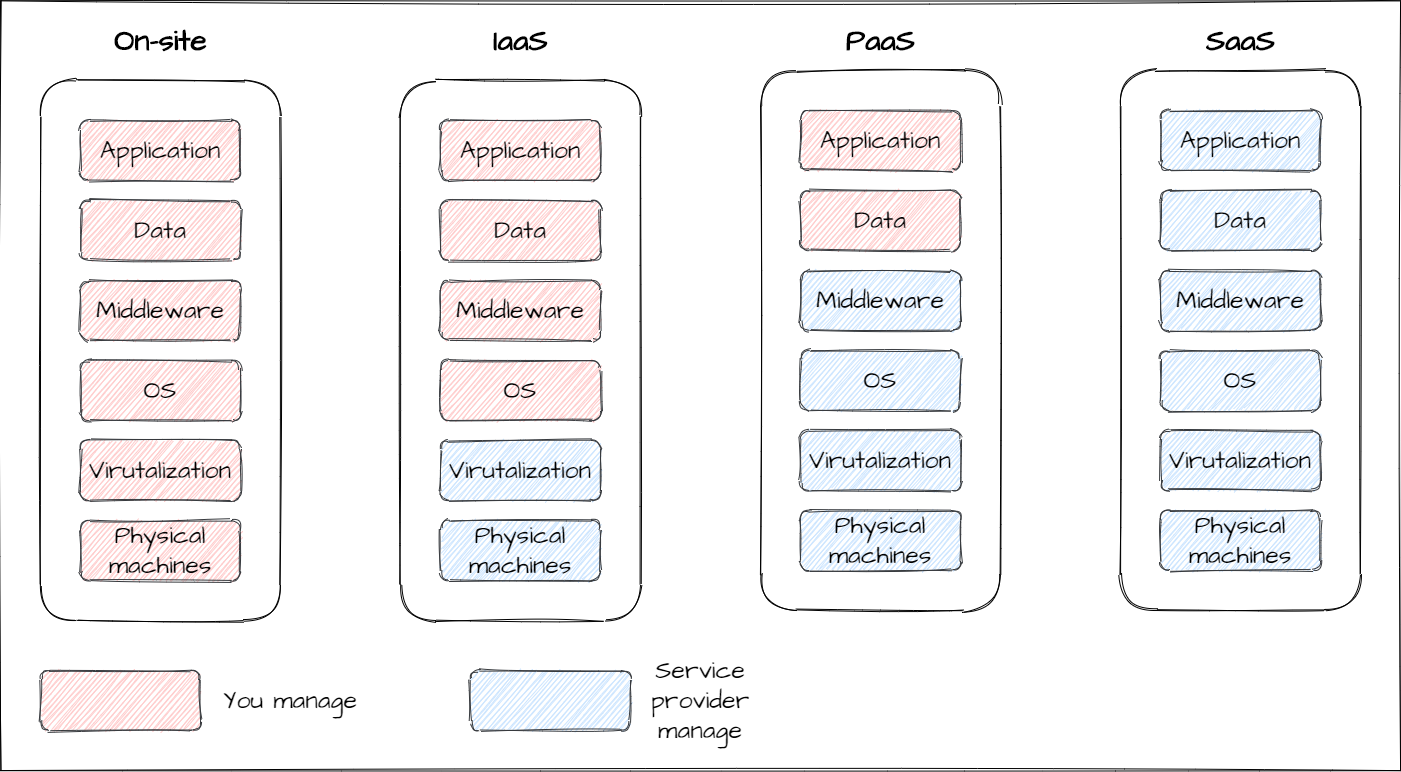 On-site
Application
Data
Middleware
OS
Virutalization
Physical
machines
IaaS
Application
Data
Middleware
OS
Virutalization
Physical
machines
PaaS
Application
Data
Middleware
OS
Virutalization
Physical
machines
SaaS
Application
Data
Middleware
OS
Virutalization
Physical
machines
You manage
Service
provider
manage